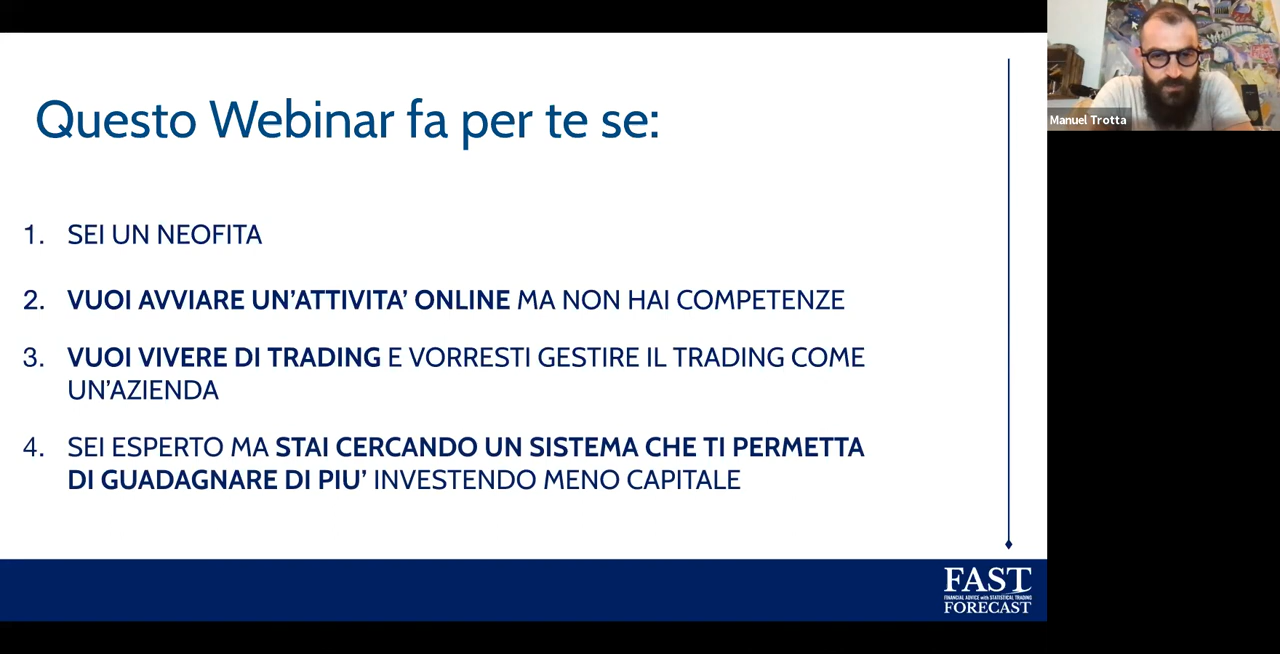 Questo Webinar fa per te se:
1. SEI UN NEOFITA
2. VUOI AVVIARE UN'ATTIVITA' ONLINE MA NON HAI COMPETENZE
3. VUOI VIVERE DI TRADING E VORRESTI GESTIRE IL TRADING COME
UN'AZIENDA
4. SEI ESPERTO MA STAI CERCANDO UN SISTEMA CHE TI PERMETTA
DI GUADAGNARE DI PIU' INVESTENDO MENO CAPITALE
Manuel Trotta
FAST
FINANCIAL ADVICE with STATISTICAL TRADING
FORECAST